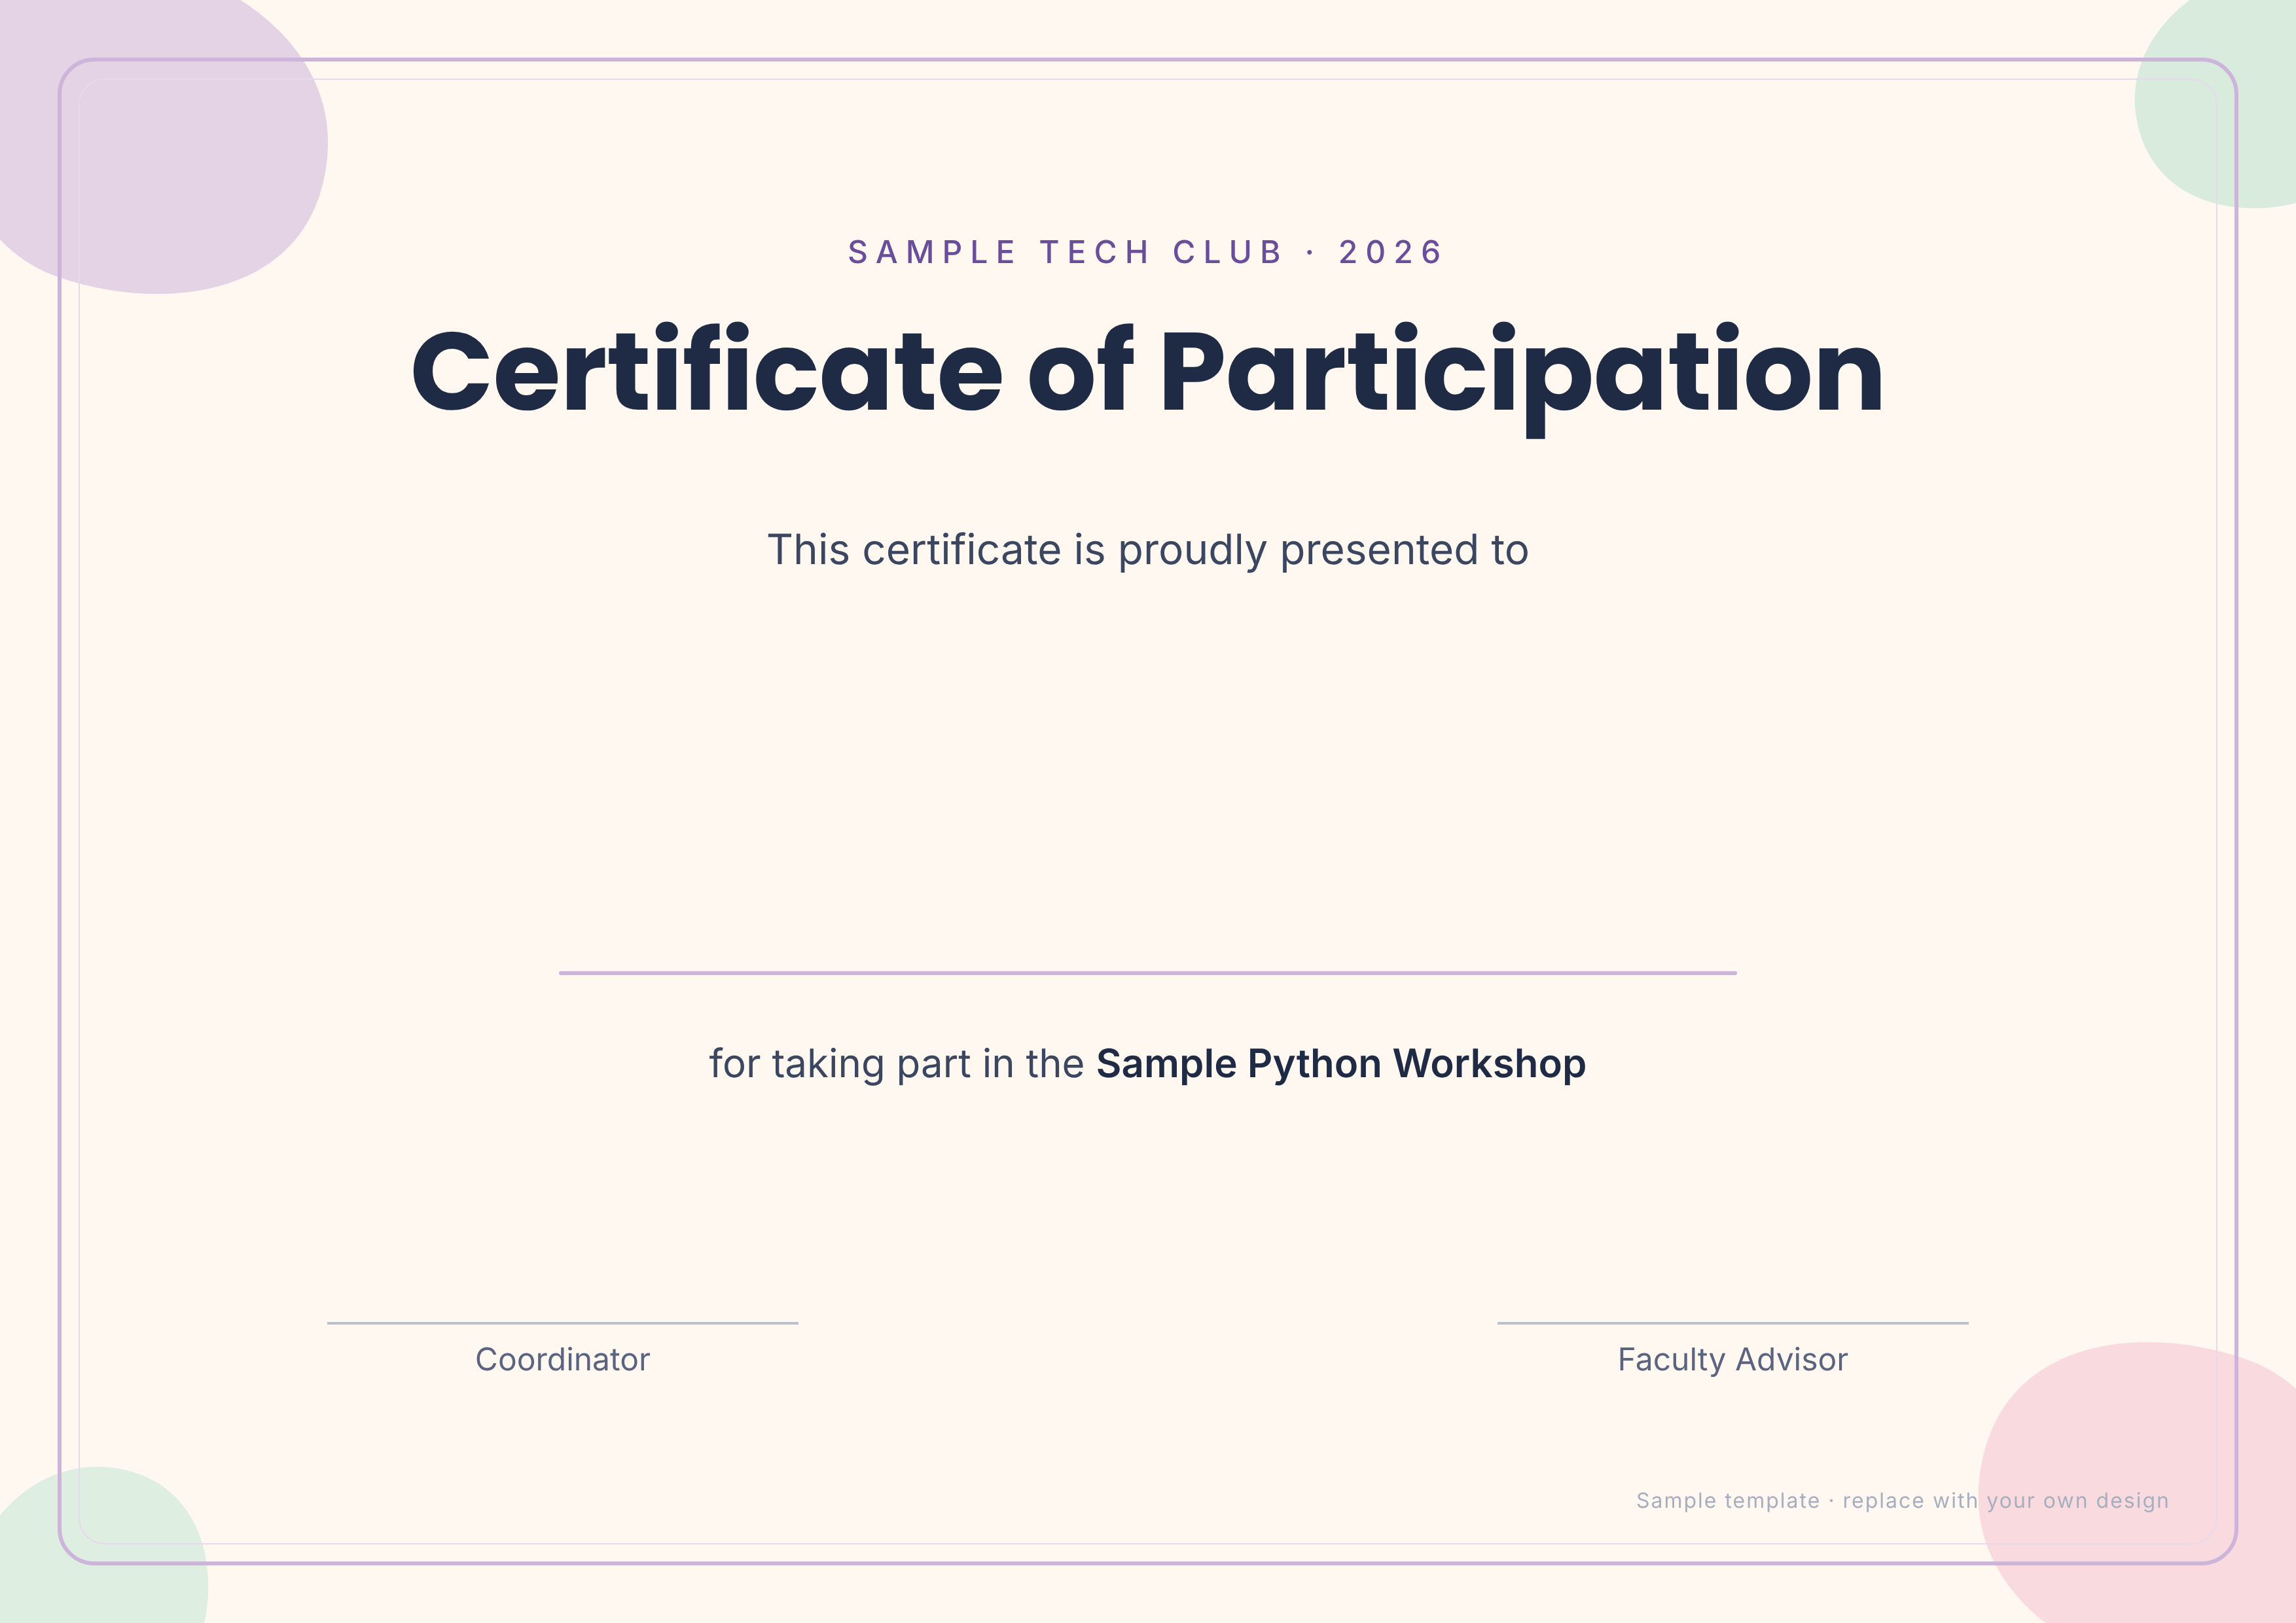 SAMPLE TECH CLUB · 2026
Certificate of Participation
This certificate is proudly presented to
for taking part in the Sample Python Workshop
Coordinator
Faculty Advisor
Sample template · replace with your own design